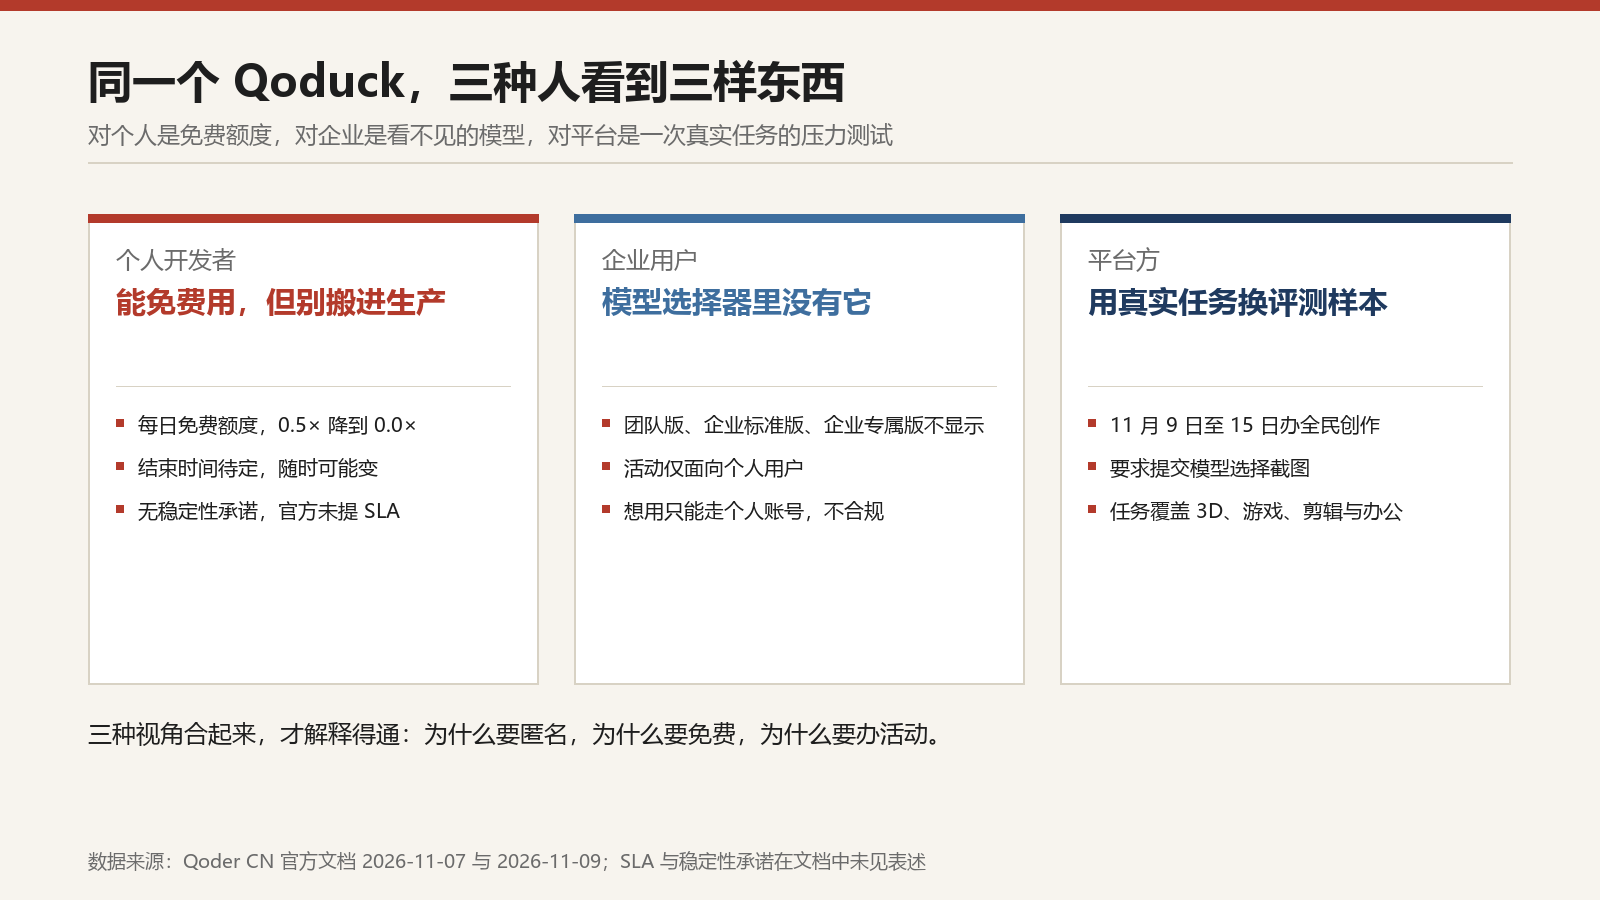 同一个 Qoduck，三种人看到三样东西
对个人是免费额度，对企业是看不见的模型，对平台是一次真实任务的压力测试
个人开发者
能免费用，但别搬进生产
每日免费额度，0.5× 降到 0.0×
结束时间待定，随时可能变
无稳定性承诺，官方未提 SLA
企业用户
模型选择器里没有它
团队版、企业标准版、企业专属版不显示
活动仅面向个人用户
想用只能走个人账号，不合规
平台方
用真实任务换评测样本
11 月 9 日至 15 日办全民创作
要求提交模型选择截图
任务覆盖 3D、游戏、剪辑与办公
三种视角合起来，才解释得通：为什么要匿名，为什么要免费，为什么要办活动。
数据来源：Qoder CN 官方文档 2026-11-07 与 2026-11-09；SLA 与稳定性承诺在文档中未见表述